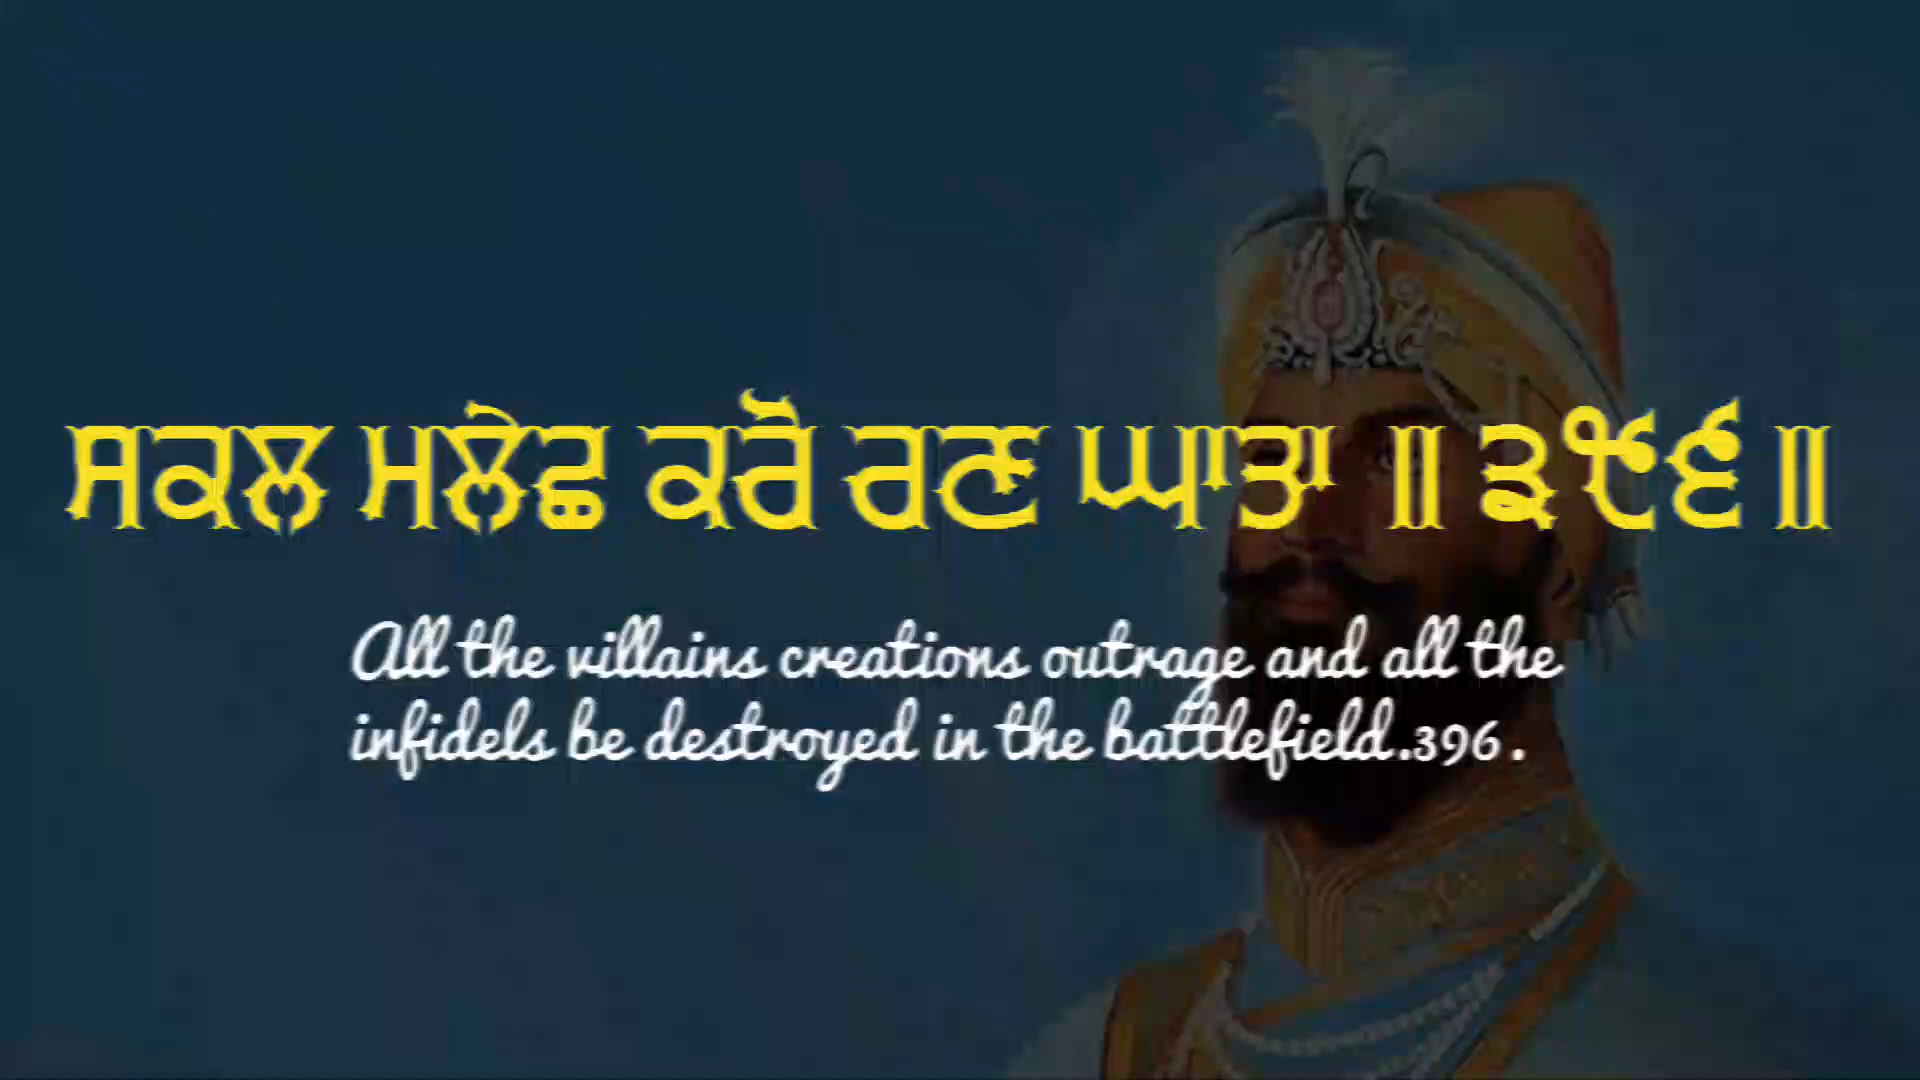 ਸਕਲ ਮਲੇਛ ਕਰੋ ਰਣ ਘਾਤਾ ॥੩੯੬॥
All the villains creations outrage and all the
infidels be destroyed in the battlefield.396.